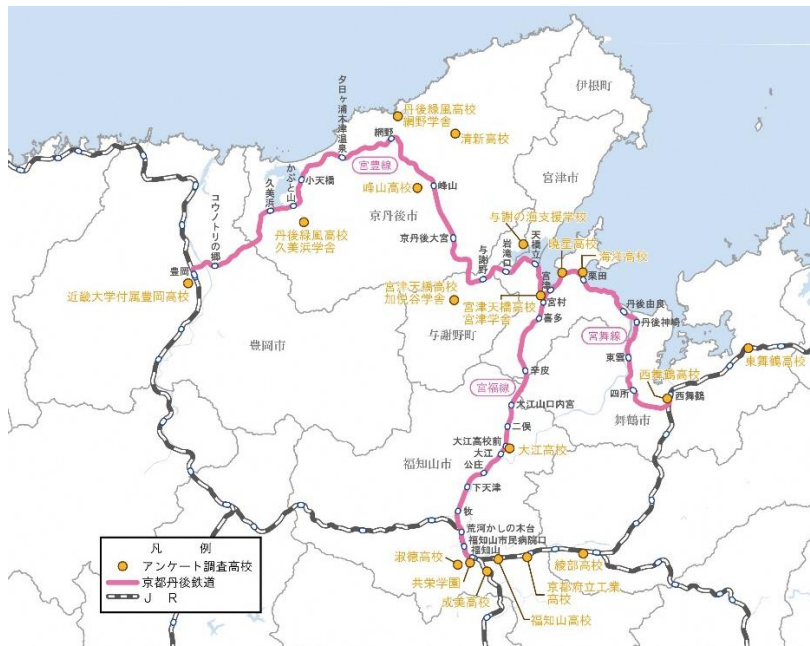 伊根町
丹後緑風高校
網野学舎
夕日ヶ浦木津温泉
網野
清新高校
宮豊線
宮津市
かぶと山
小天橋
久美浜
峰山高校
峰山
京丹後市
与謝の海支援学校
コウノトリの郷
丹後緑風高校
久美浜学舎
京丹後大宮
与謝野
岩滝口
天橋立
暁星高校
海洋高校
豊岡
近畿大学付属豊岡高校
宮津天橋高校
加悦谷学舎
宮津天橋高校
宮津学舎
宮津
宮村
栗田
喜多
丹後由良
丹後神崎
与謝野町
豊岡市
宮舞線
東雲
東舞鶴高校
辛皮
宮福線
四所
西舞鶴高校
西舞鶴
舞鶴市
大江山口内宮
二俣
大江高校前
大江
大江高校
公庄
福知山市
下天津
牧
荒河かしの木台
福知山市民病院口
福知山
淑徳高校
共栄学園
成美高校
綾部高校
京都府立工業
高校
福知山高校
凡 例
アンケート調査高校
京都丹後鉄道
J R